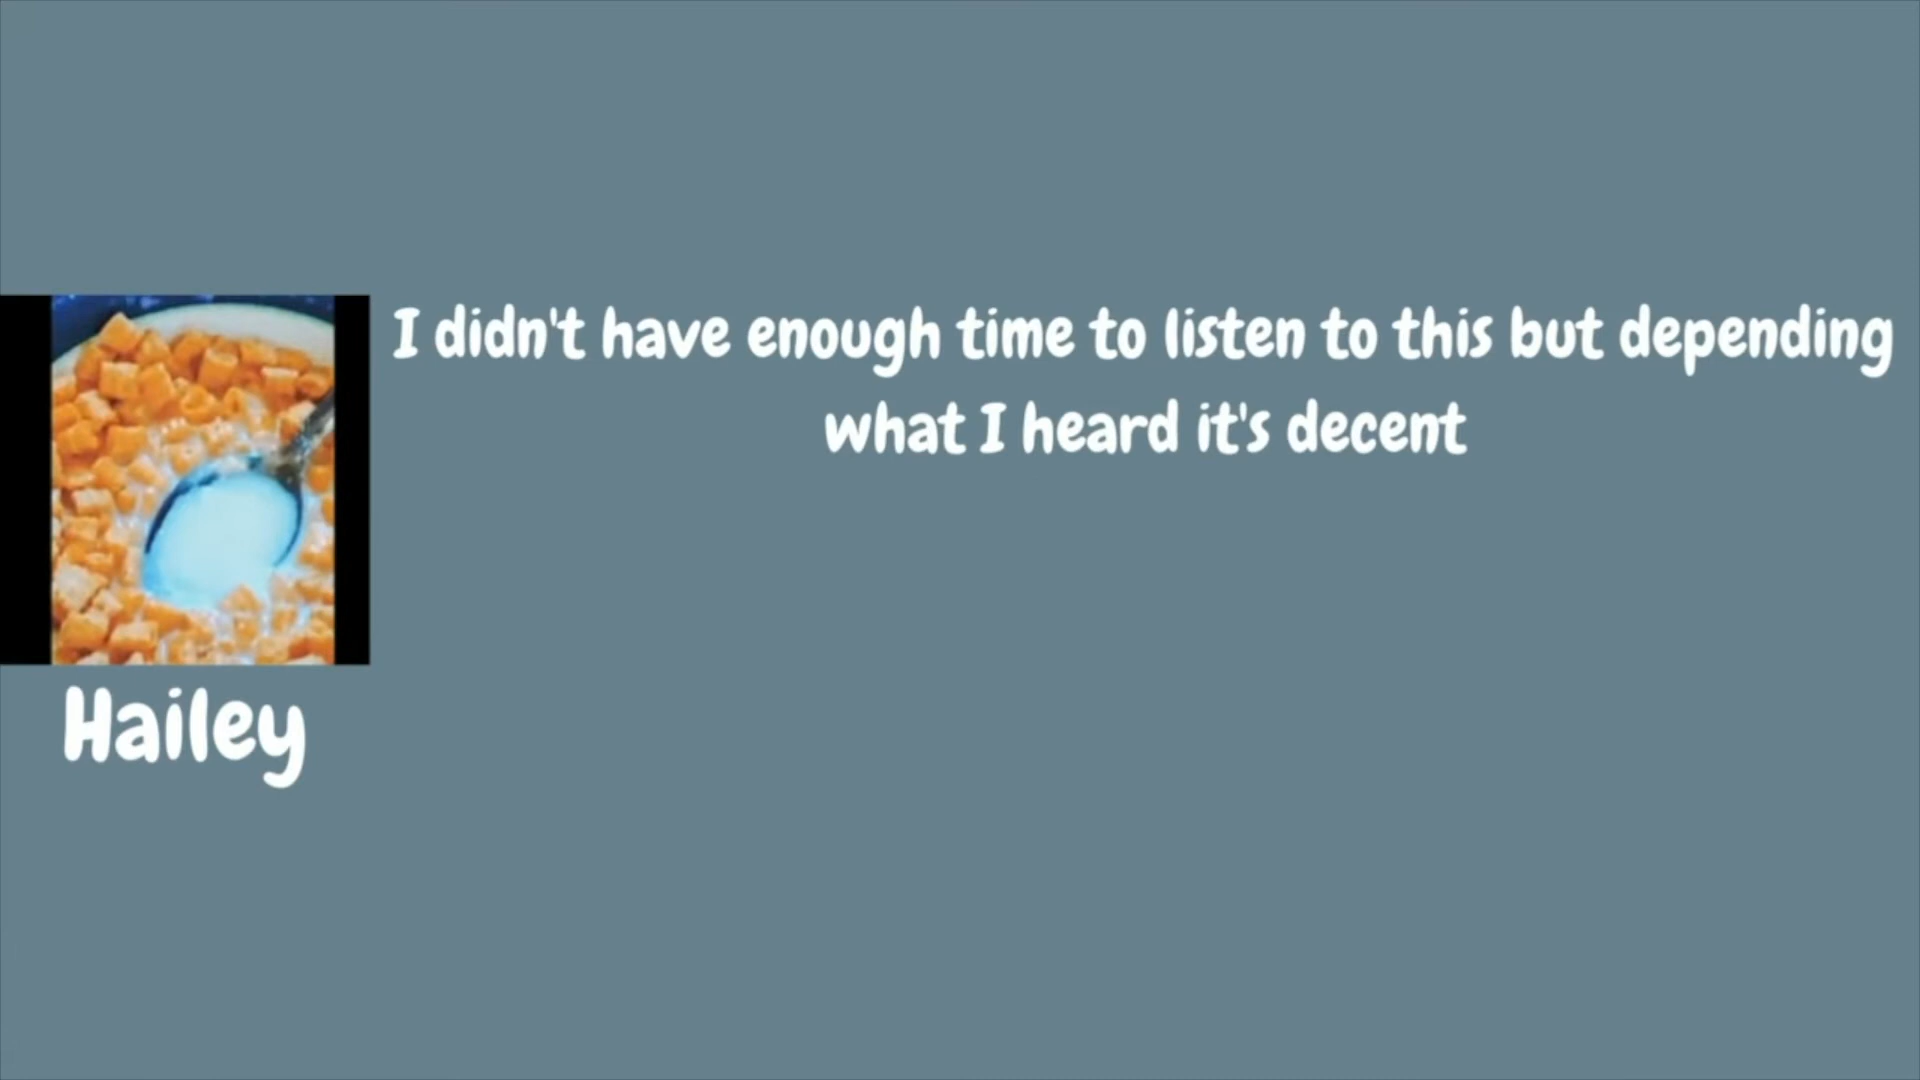 I didn't have enough time to listen to this but depending
what I heard it's decent
Hailey